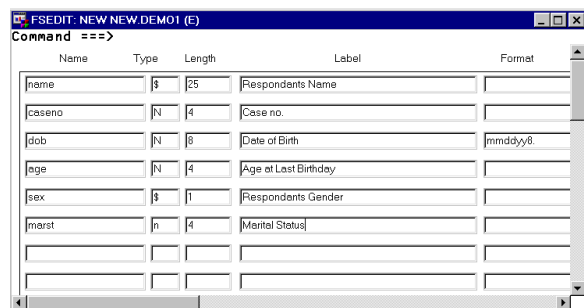 FSEDIT: NEW NEW.DEMO1 (E)
Command ===>
Name Type Length Label Format
name $ 25 Respondants Name
caseno N 4 Case no.
dob N 8 Date of Birth mmddyy8.
age N 4 Age at Last Birthday
sex $ 1 Respondants Gender
marst n 4 Marital Status